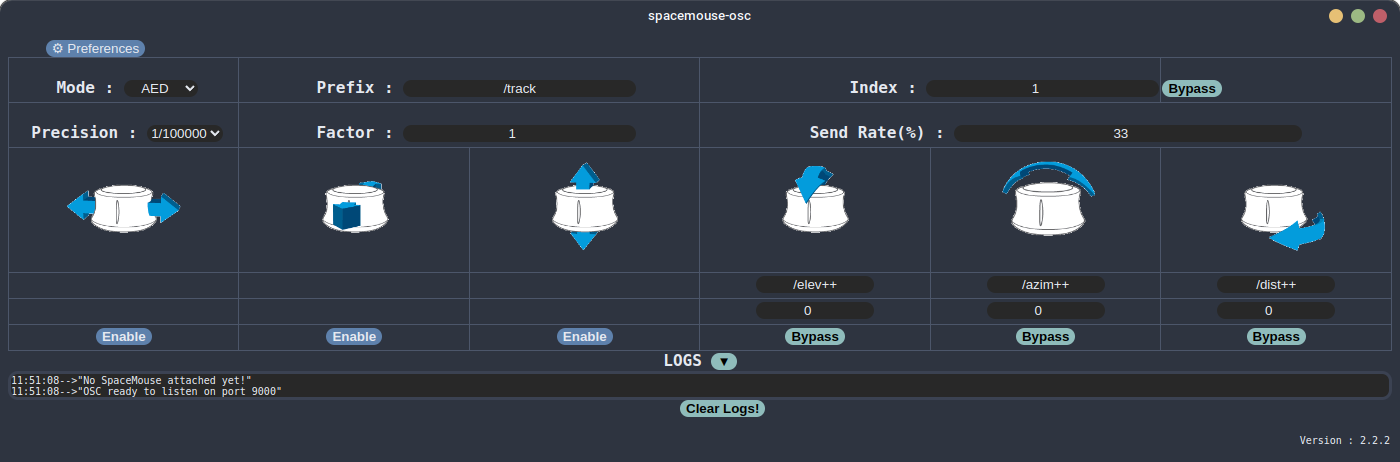 spacemouse-osc
⚙ Preferences
Mode : AED Prefix : /track Index : 1 Bypass
Precision : 1/100000 Factor : 1 Send Rate(%) : 33
/elev++ /azim++ /dist++
0 0 0
Enable Enable Enable Bypass Bypass Bypass
LOGS ▼
11:51:08-->"No SpaceMouse attached yet!"
11:51:08-->"OSC ready to listen on port 9000"
Clear Logs!
Version : 2.2.2